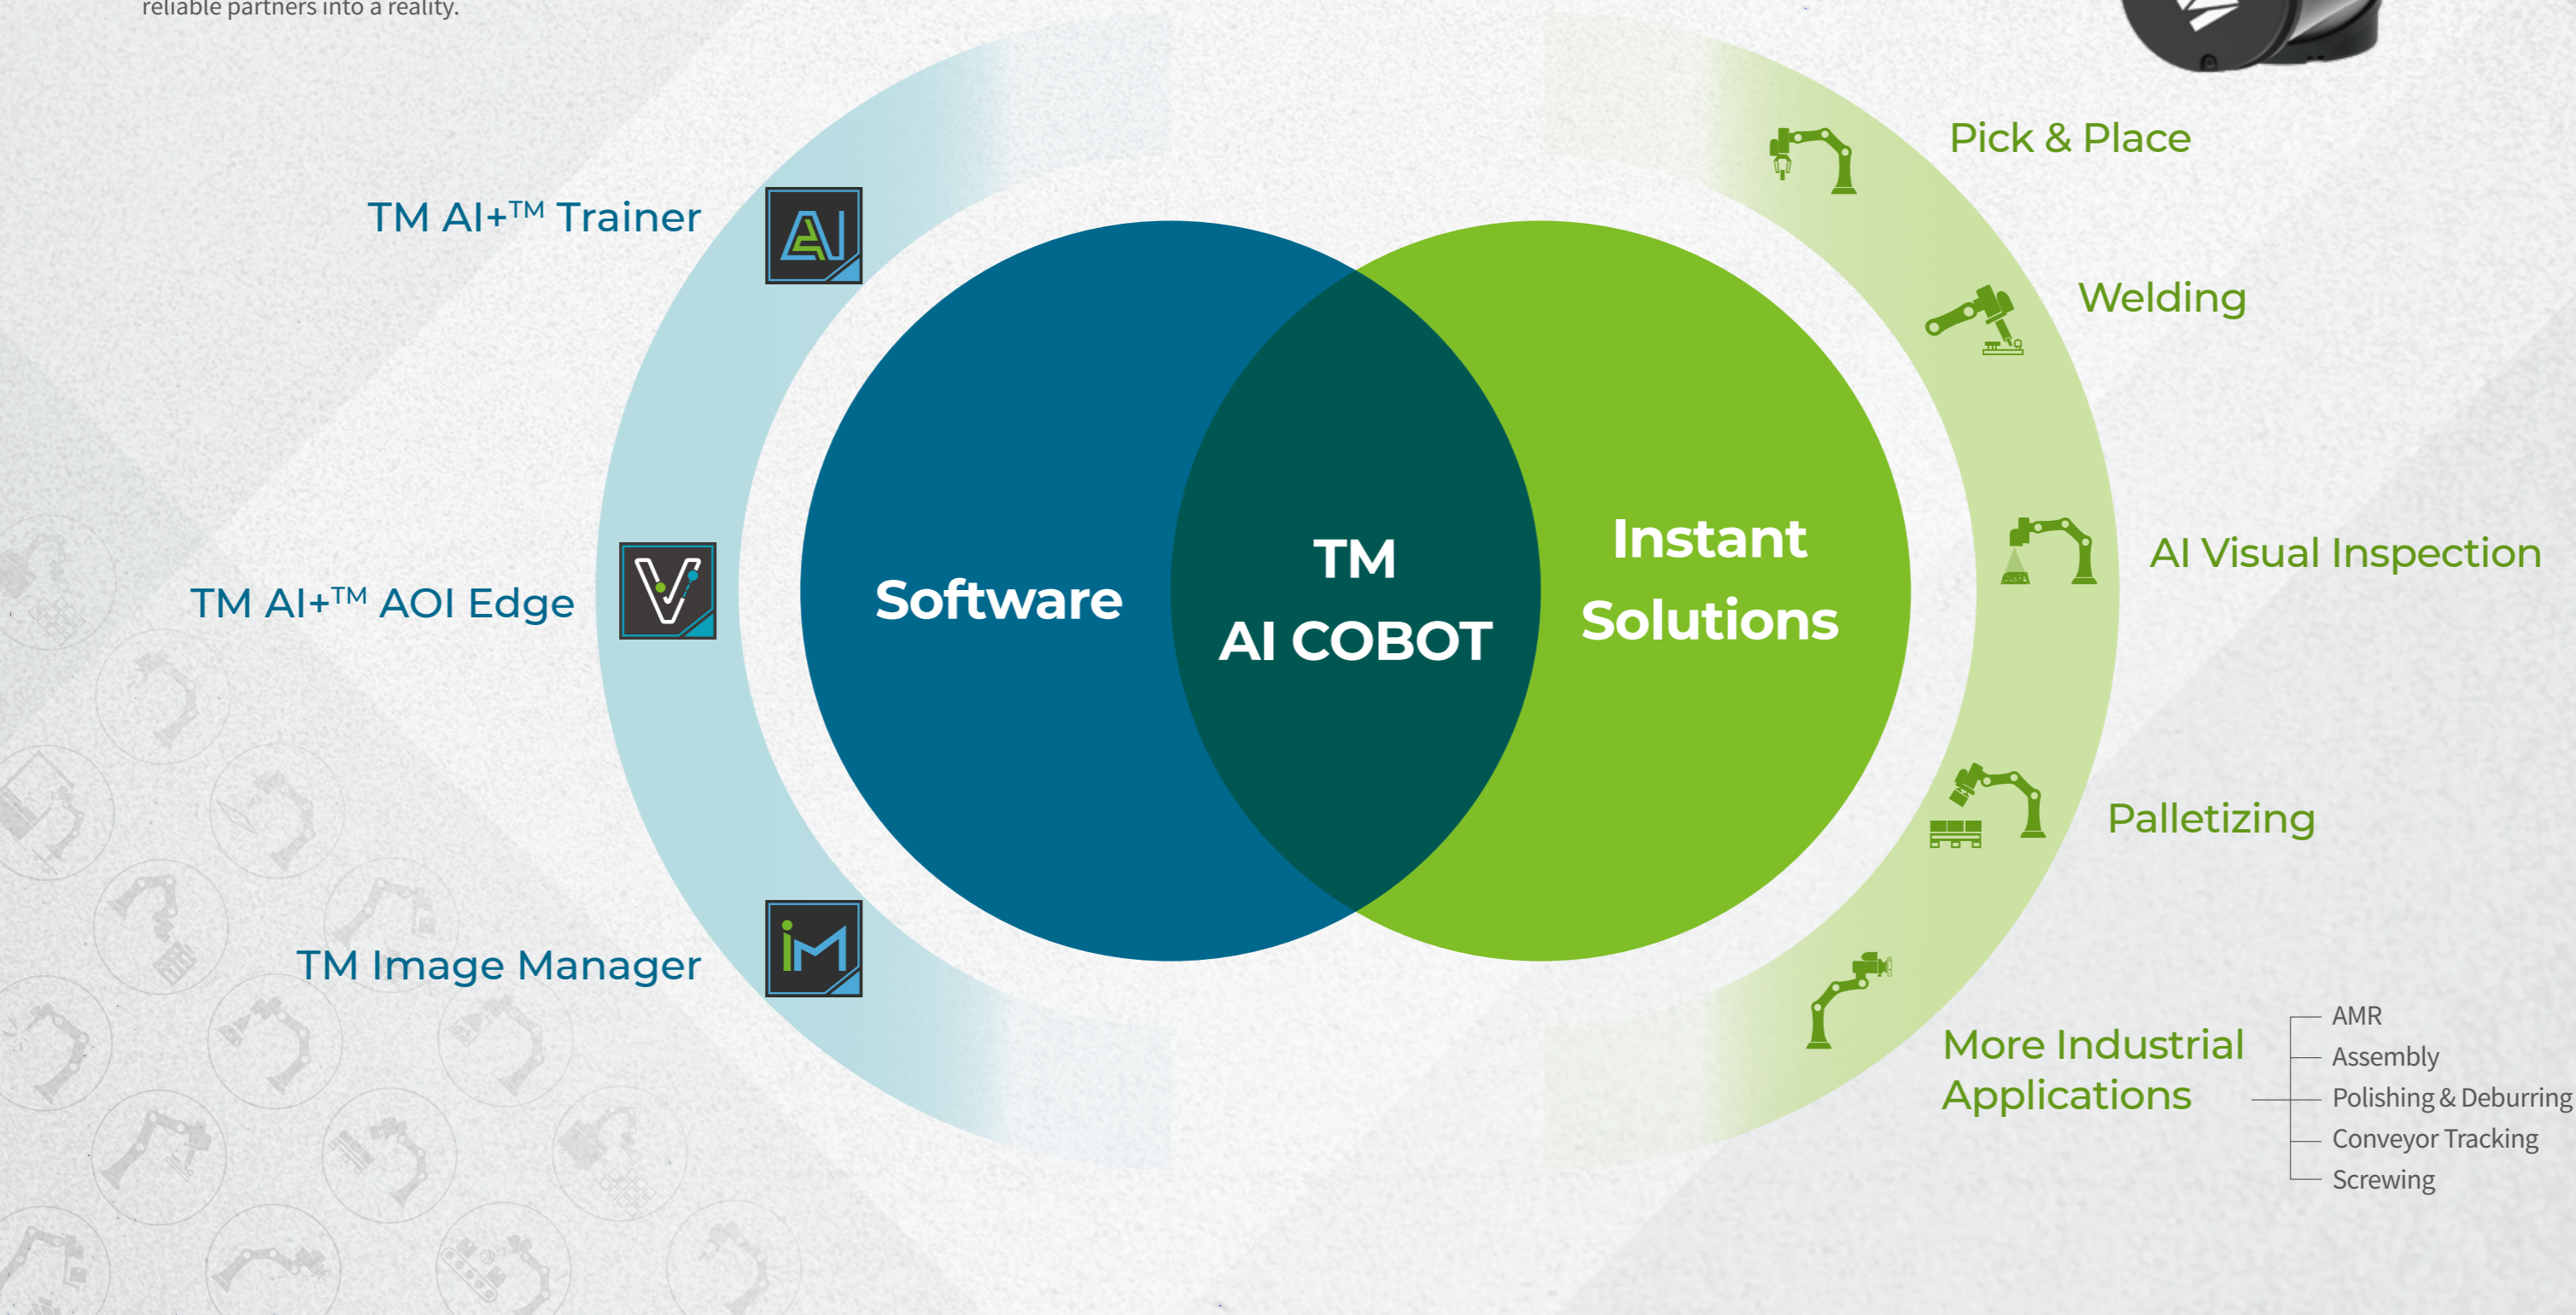 reliable partners into a reality.
TM AI+™ Trainer
TM AI+™ AOI Edge
TM Image Manager
Software
TM
AI COBOT
Instant
Solutions
Pick & Place
Welding
AI Visual Inspection
Palletizing
More Industrial
Applications
AMR
Assembly
Polishing & Deburring
Conveyor Tracking
Screwing
AI
V
iM